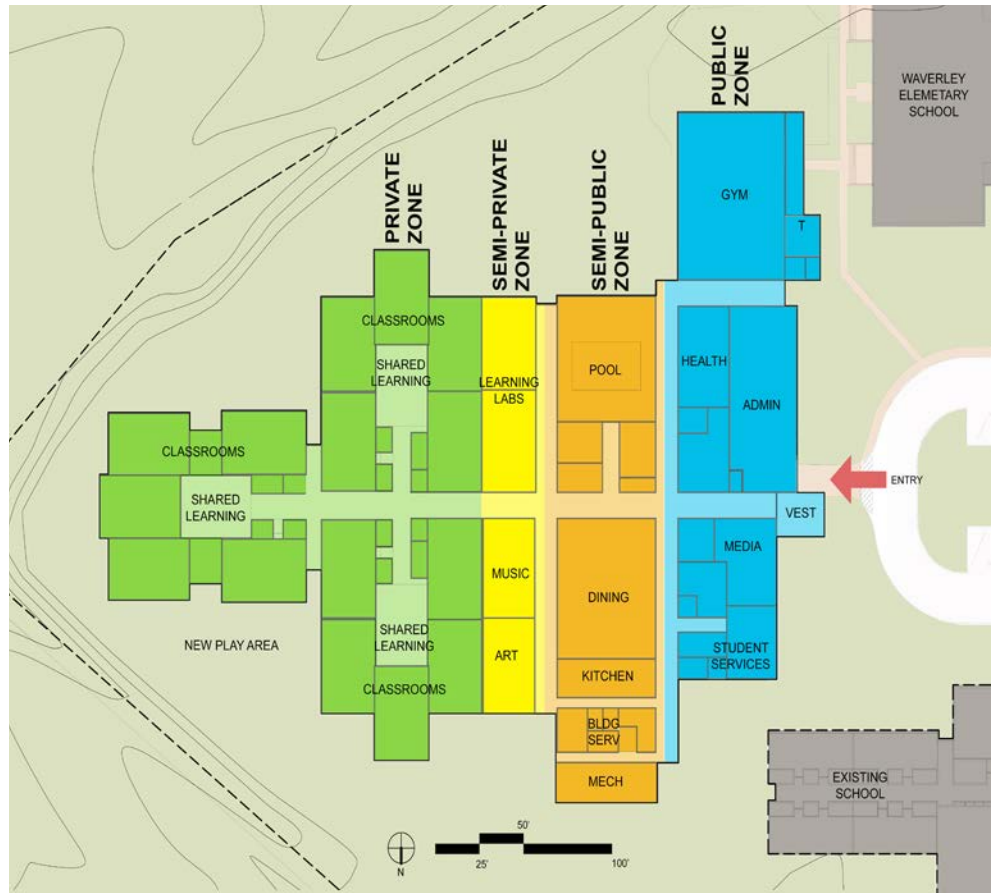 WAVERLEY
ELEMETARY
SCHOOL
PUBLIC
ZONE
PRIVATE
ZONE
SEMI-PRIVATE
ZONE
SEMI-PUBLIC
ZONE
GYM
T
CLASSROOMS
SHARED
LEARNING
LEARNING
LABS
POOL
HEALTH
ADMIN
CLASSROOMS
SHARED
LEARNING
ENTRY
VEST
MEDIA
MUSIC
DINING
NEW PLAY AREA
SHARED
LEARNING
ART
STUDENT
SERVICES
KITCHEN
CLASSROOMS
BLDG
SERV
MECH
EXISTING
SCHOOL
N
50'
25'
100'